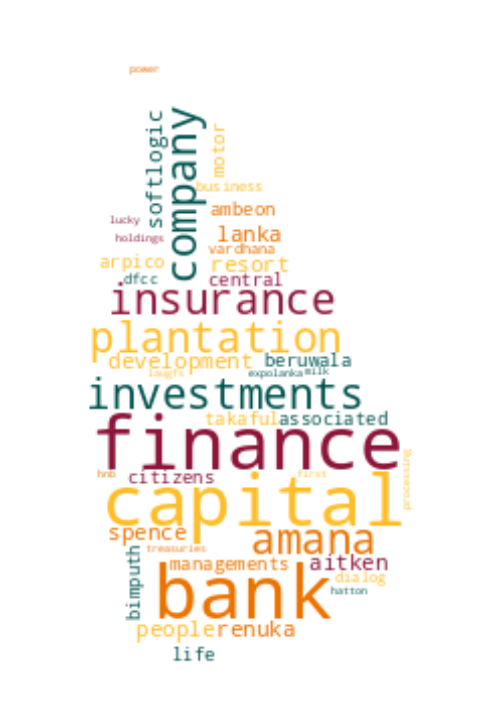 power
softlogic
company
motor
business
ambeon
lucky
lanka
holdings
vardhana
arpico
resort
dfcc
central
insurance
plantation
development
beruwala
laugfs
expolanka
milk
investments
takaful
associated
finance
hnb
citizens
first
processing
capital
spence
amana
treasuries
bimputh
managements
aitken
dialog
bank
hatton
people
renuka
life